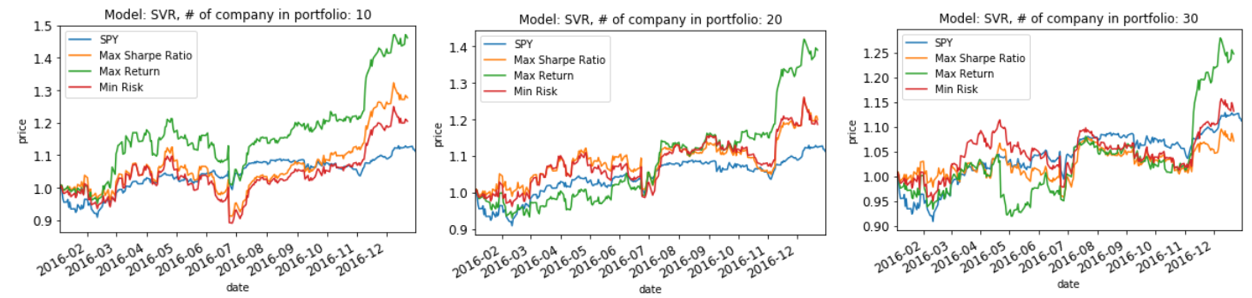 Model: SVR, # of company in portfolio: 10
SPY
Max Sharpe Ratio
Max Return
Min Risk
price
1.5
1.4
1.3
1.2
1.1
1.0
0.9
2016-02
2016-03
2016-04
2016-05
2016-06
2016-07
2016-08
2016-09
2016-10
2016-11
2016-12
date
Model: SVR, # of company in portfolio: 20
SPY
Max Sharpe Ratio
Max Return
Min Risk
price
1.4
1.3
1.2
1.1
1.0
0.9
2016-02
2016-03
2016-04
2016-05
2016-06
2016-07
2016-08
2016-09
2016-10
2016-11
2016-12
date
Model: SVR, # of company in portfolio: 30
SPY
Max Sharpe Ratio
Max Return
Min Risk
price
1.25
1.20
1.15
1.10
1.05
1.00
0.95
0.90
2016-02
2016-03
2016-04
2016-05
2016-06
2016-07
2016-08
2016-09
2016-10
2016-11
2016-12
date